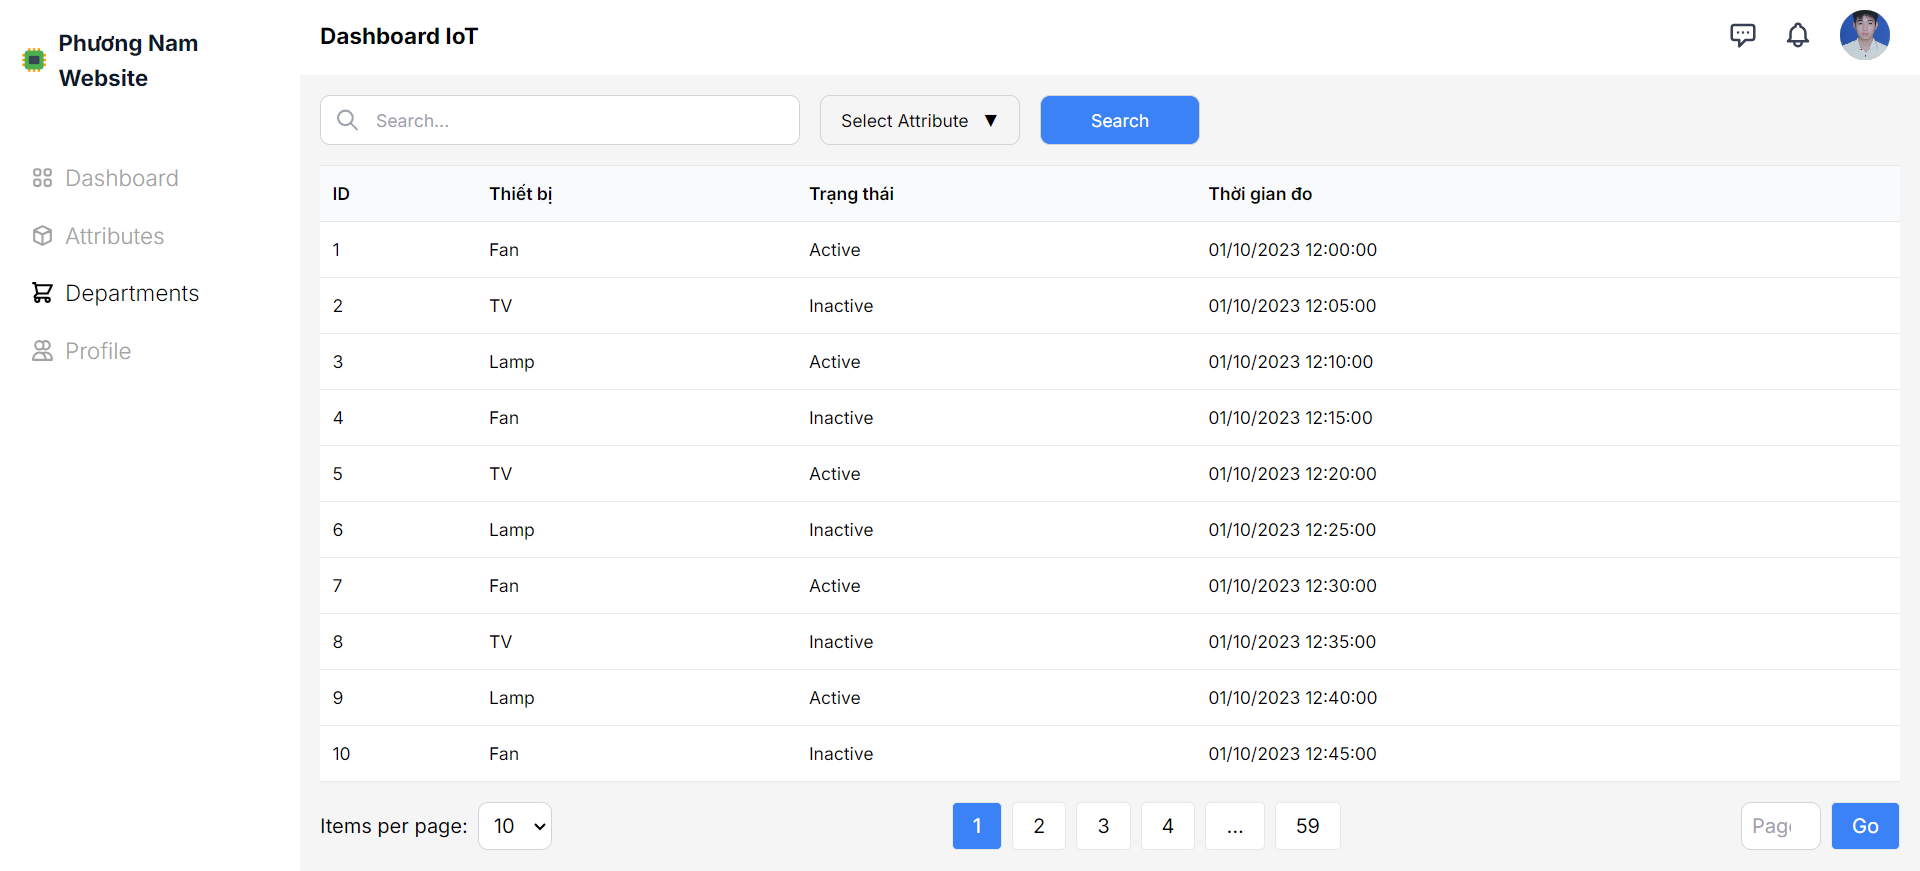 Phương Nam
Website
Dashboard IoT
Dashboard
Attributes
Departments
Profile
Search...
Select Attribute ▼
Search
ID Thiết bị Trạng thái Thời gian đo
1 Fan Active 01/10/2023 12:00:00
2 TV Inactive 01/10/2023 12:05:00
3 Lamp Active 01/10/2023 12:10:00
4 Fan Inactive 01/10/2023 12:15:00
5 TV Active 01/10/2023 12:20:00
6 Lamp Inactive 01/10/2023 12:25:00
7 Fan Active 01/10/2023 12:30:00
8 TV Inactive 01/10/2023 12:35:00
9 Lamp Active 01/10/2023 12:40:00
10 Fan Inactive 01/10/2023 12:45:00
Items per page: 10
1 2 3 4 ... 59
Go